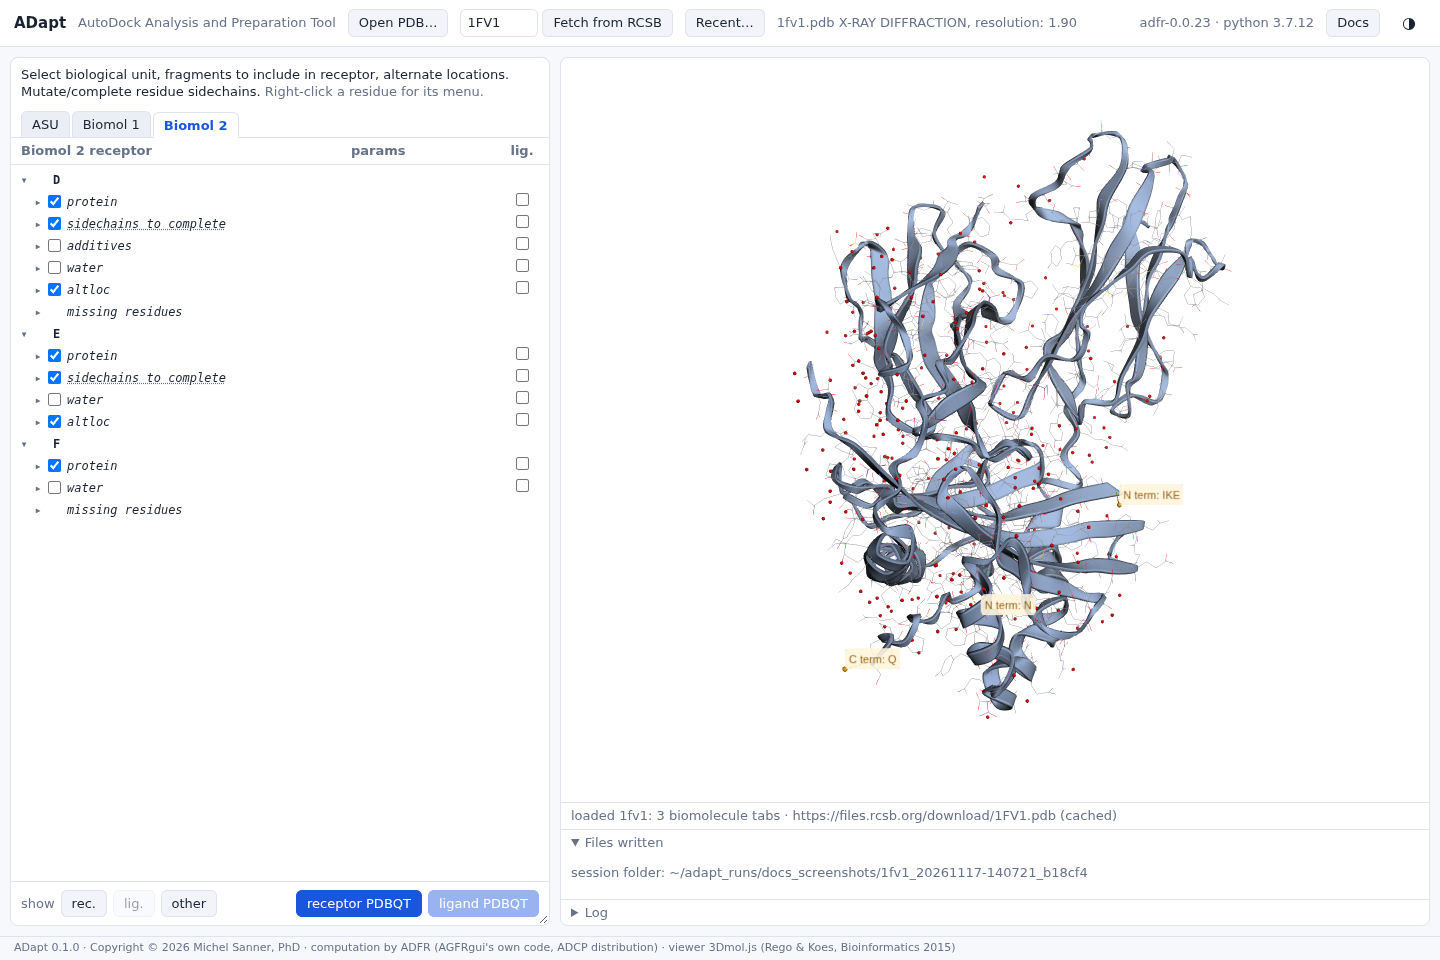 ADapt AutoDock Analysis and Preparation Tool Open PDB... 1FV1 Fetch from RCSB Recent... 1fv1.pdb X-RAY DIFFRACTION, resolution: 1.90 adfr-0.0.23 · python 3.7.12 Docs
Select biological unit, fragments to include in receptor, alternate locations.
Mutate/complete residue sidechains. Right-click a residue for its menu.
ASU Biomol 1 Biomol 2
Biomol 2 receptor params lig.
D
protein
sidechains to complete
additives
water
altloc
missing residues
E
protein
sidechains to complete
water
altloc
F
protein
water
missing residues
show rec. lig. other receptor PDBQT ligand PDBQT
N term: IKE
N term: N
C term: Q
loaded 1fv1: 3 biomolecule tabs · https://files.rcsb.org/download/1FV1.pdb (cached)
Files written
session folder: ~/adapt_runs/docs_screenshots/1fv1_20261117-140721_b18cf4
Log
ADapt 0.1.0 · Copyright © 2026 Michel Sanner, PhD · computation by ADFR (AGFRgui's own code, ADCP distribution) · viewer 3Dmol.js (Rego & Koes, Bioinformatics 2015)